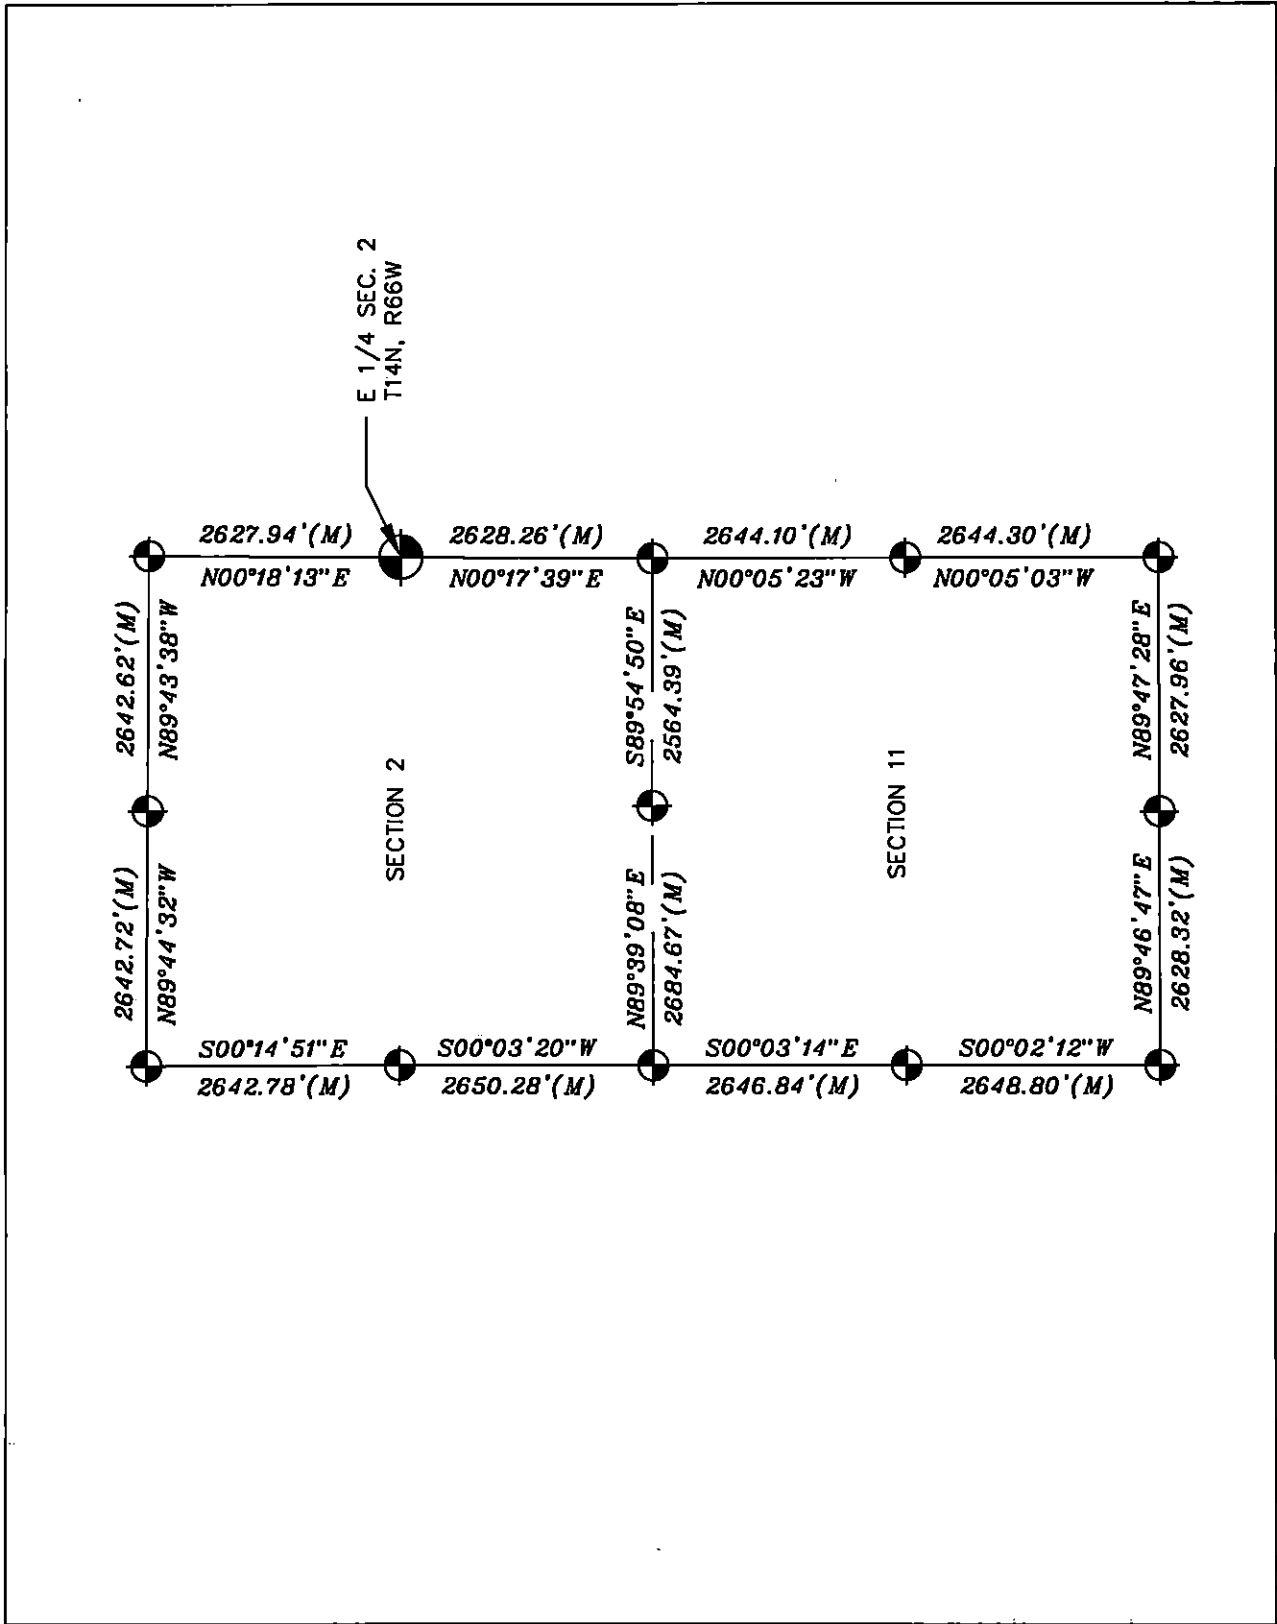 E 1/4 SEC. 2
T14N, R66W
2627.94'(M)
N00°18'13"E
2628.26'(M)
N00°17'39"E
2644.10'(M)
N00°05'23"W
2644.30'(M)
N00°05'03"W
2642.62'(M)
N89°43'38"W
2642.72'(M)
N89°44'32"W
S89°54'50"E
2564.39'(M)
N89°39'08"E
2684.67'(M)
N89°47'28"E
2627.96'(M)
N89°46'47"E
2628.32'(M)
SECTION 2
SECTION 11
S00°14'51"E
2642.78'(M)
S00°03'20"W
2650.28'(M)
S00°03'14"E
2646.84'(M)
S00°02'12"W
2648.80'(M)